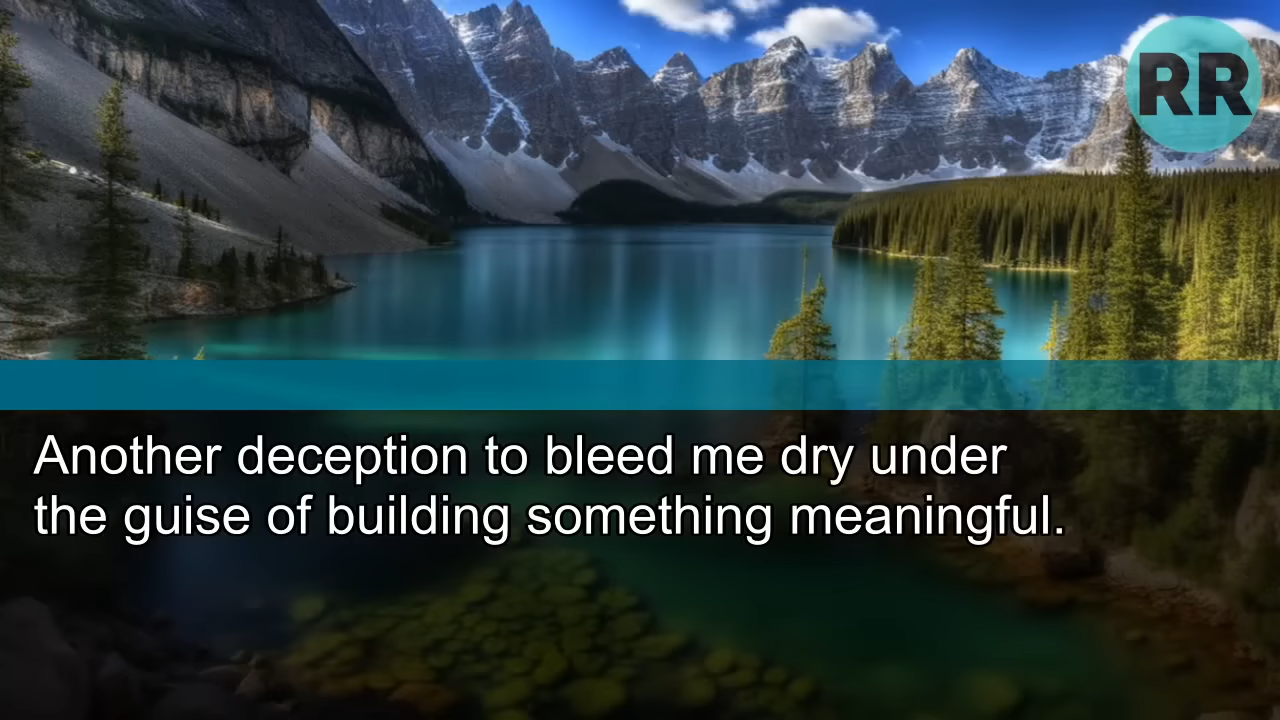 RR
Another deception to bleed me dry under
the guise of building something meaningful.